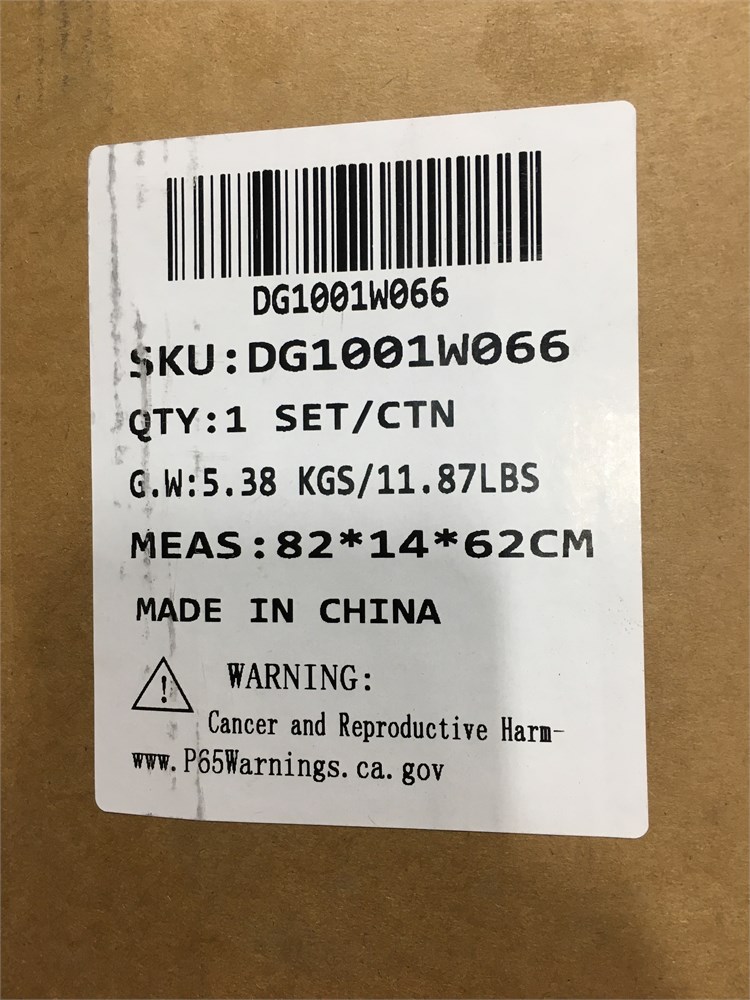 DG1001W066
SKU:DG1001W066
QTY:1 SET/CTN
G.W:5.38 KGS/11.87LBS
MEAS:82*14*62CM
MADE IN CHINA
WARNING:
Cancer and Reproductive Harm-
www.P65Warnings.ca.gov